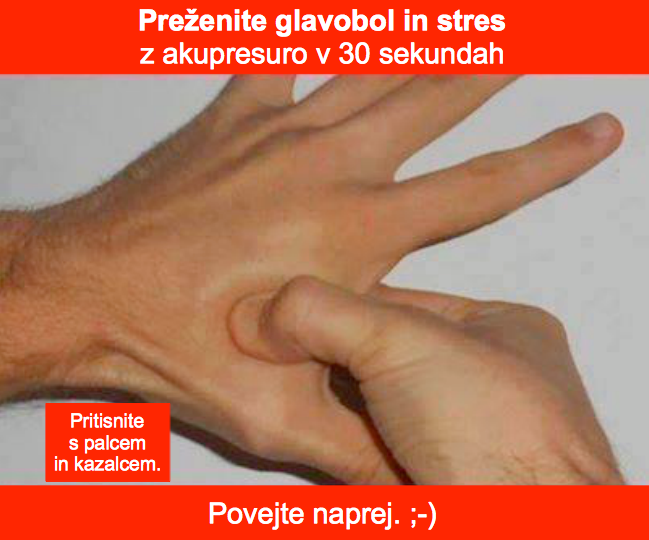 Preženite glavobol in stres
z akupresuro v 30 sekundah
Pritisnite
s palcem
in kazalcem.
Povejte naprej. ;-)